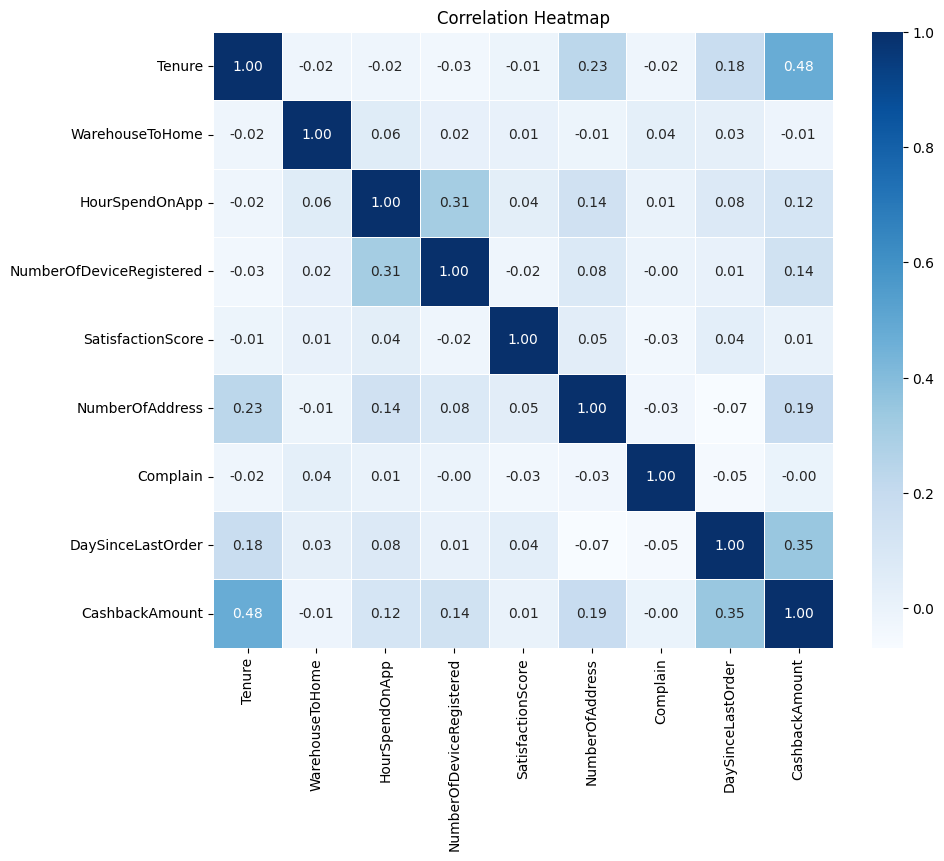 Correlation Heatmap
Tenure 1.00 -0.02 -0.02 -0.03 -0.01 0.23 -0.02 0.18 0.48
WarehouseToHome -0.02 1.00 0.06 0.02 0.01 -0.01 0.04 0.03 -0.01
HourSpendOnApp -0.02 0.06 1.00 0.31 0.04 0.14 0.01 0.08 0.12
NumberOfDeviceRegistered -0.03 0.02 0.31 1.00 -0.02 0.08 -0.00 0.01 0.14
SatisfactionScore -0.01 0.01 0.04 -0.02 1.00 0.05 -0.03 0.04 0.01
NumberOfAddress 0.23 -0.01 0.14 0.08 0.05 1.00 -0.03 -0.07 0.19
Complain -0.02 0.04 0.01 -0.00 -0.03 -0.03 1.00 -0.05 -0.00
DaySinceLastOrder 0.18 0.03 0.08 0.01 0.04 -0.07 -0.05 1.00 0.35
CashbackAmount 0.48 -0.01 0.12 0.14 0.01 0.19 -0.00 0.35 1.00
Tenure
WarehouseToHome
HourSpendOnApp
NumberOfDeviceRegistered
SatisfactionScore
NumberOfAddress
Complain
DaySinceLastOrder
CashbackAmount
1.0
0.8
0.6
0.4
0.2
0.0